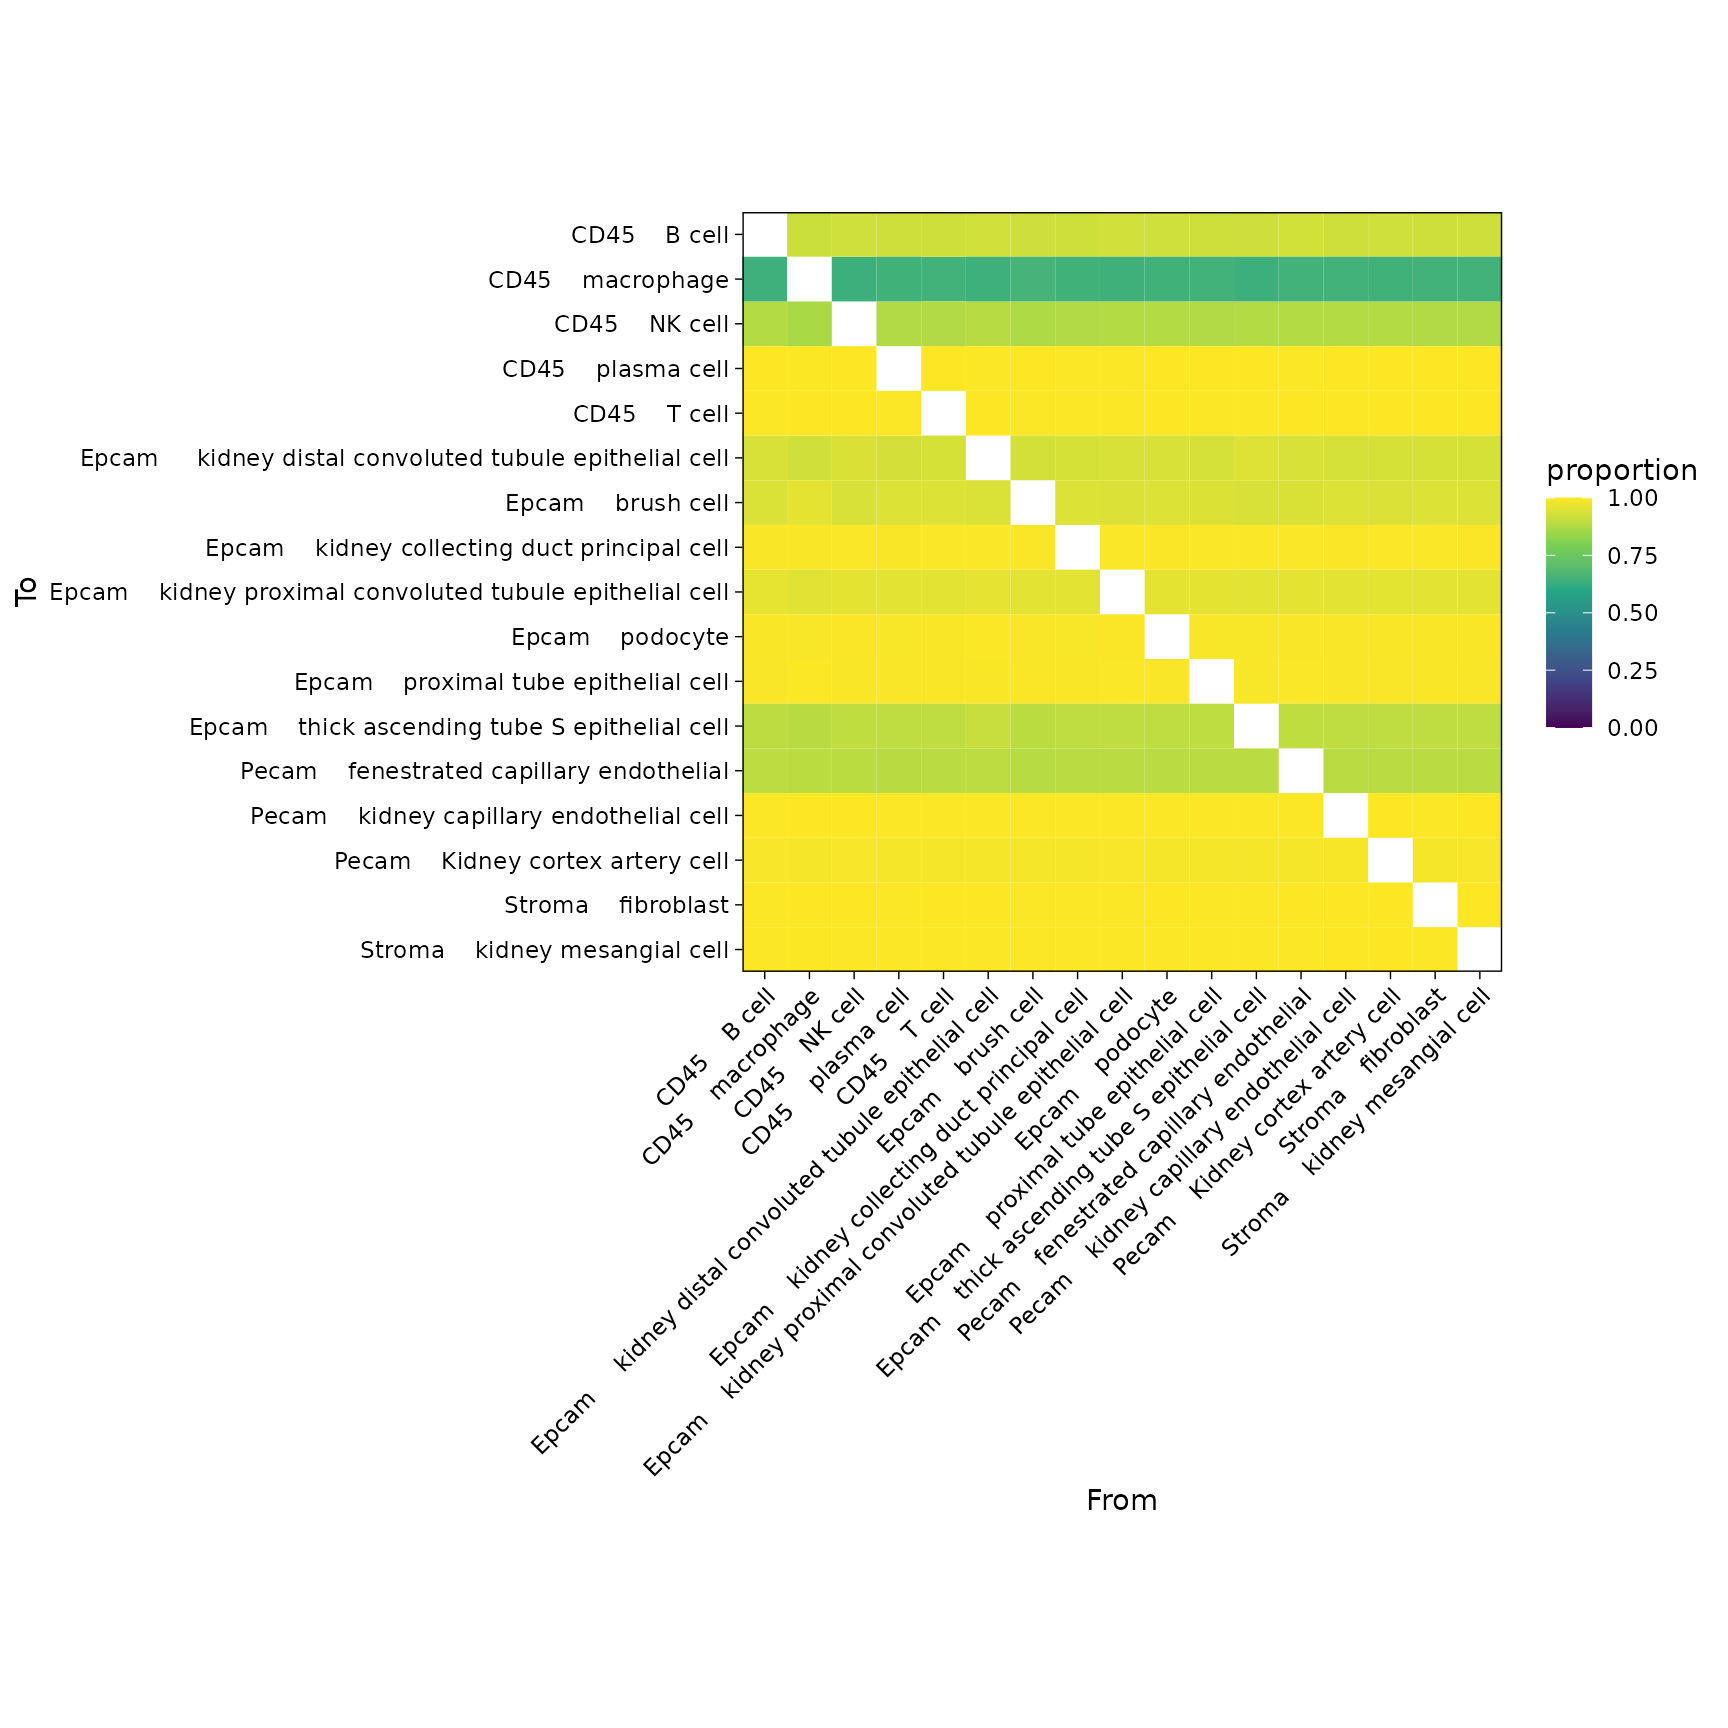 To
CD45 B cell
CD45 macrophage
CD45 NK cell
CD45 plasma cell
CD45 T cell
Epcam kidney distal convoluted tubule epithelial cell
Epcam brush cell
Epcam kidney collecting duct principal cell
Epcam kidney proximal convoluted tubule epithelial cell
Epcam podocyte
Epcam proximal tube epithelial cell
Epcam thick ascending tube S epithelial cell
Pecam fenestrated capillary endothelial
Pecam kidney capillary endothelial cell
Pecam Kidney cortex artery cell
Stroma fibroblast
Stroma kidney mesangial cell
proportion
1.00
0.75
0.50
0.25
0.00
CD45 B cell
CD45 macrophage
CD45 NK cell
CD45 plasma cell
CD45 T cell
Epcam kidney distal convoluted tubule epithelial cell
Epcam brush cell
Epcam kidney collecting duct principal cell
Epcam kidney proximal convoluted tubule epithelial cell
Epcam podocyte
Epcam proximal tube epithelial cell
Epcam thick ascending tube S epithelial cell
Pecam fenestrated capillary endothelial
Pecam kidney capillary endothelial cell
Pecam Kidney cortex artery cell
Stroma fibroblast
Stroma kidney mesangial cell
From